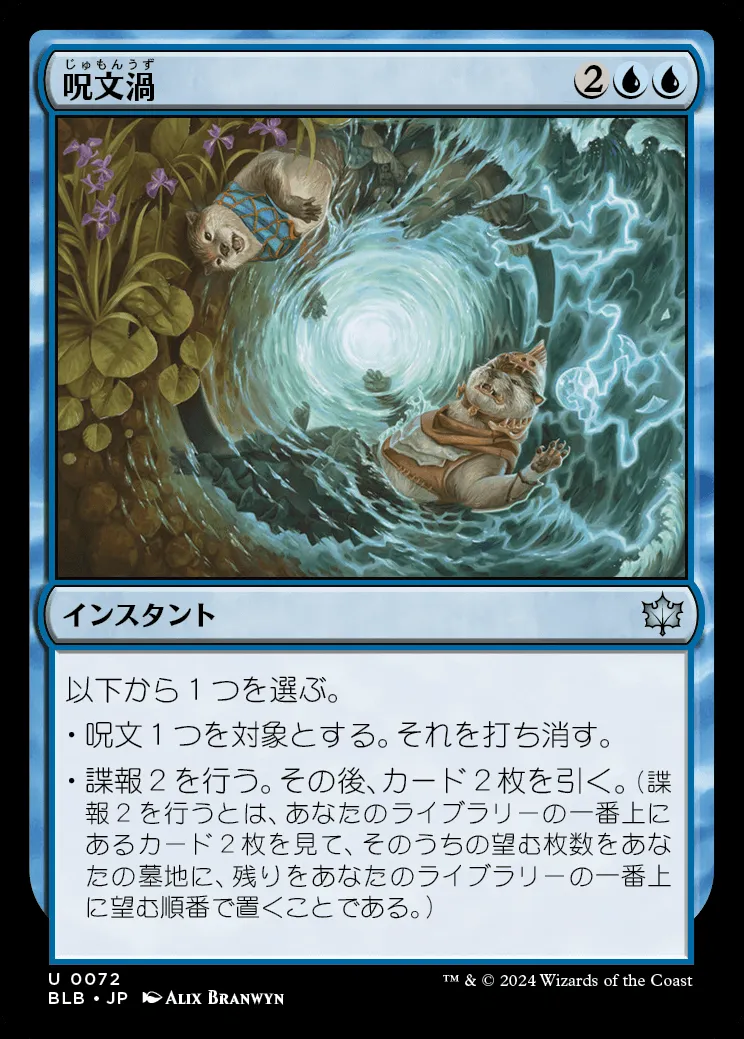 じゅもんうず
呪文渦
2
インスタント
以下から1つを選ぶ。
・呪文1つを対象とする。それを打ち消す。
・諜報2を行う。その後、カード2枚を引く。(諜
報2を行うとは、あなたのライブラリーの一番上に
あるカード2枚を見て、そのうちの望む枚数をあな
たの墓地に、残りをあなたのライブラリーの一番上
に望む順番で置くことである。)
U 0072
BLB • JP Alix Branwyn
™ & © 2024 Wizards of the Coast